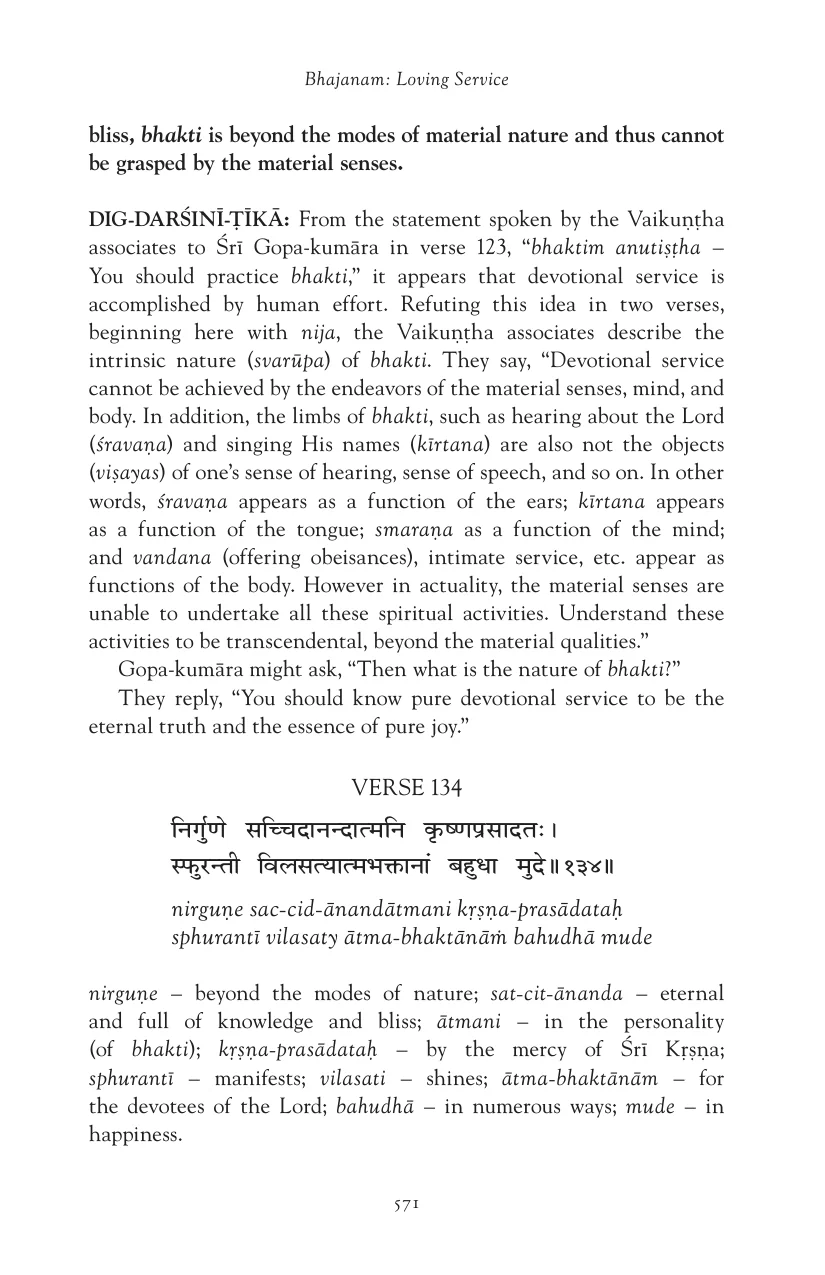 Bhajanam: Loving Service
bliss, bhakti is beyond the modes of material nature and thus cannot
be grasped by the material senses.
DIG-DARŚINĪ-ṬĪKĀ: From the statement spoken by the Vaikuṇṭha
associates to Śrī Gopa-kumāra in verse 123, “bhaktim anutiṣṭha –
You should practice bhakti,” it appears that devotional service is
accomplished by human effort. Refuting this idea in two verses,
beginning here with nija, the Vaikuṇṭha associates describe the
intrinsic nature (svarūpa) of bhakti. They say, “Devotional service
cannot be achieved by the endeavors of the material senses, mind, and
body. In addition, the limbs of bhakti, such as hearing about the Lord
(śravaṇa) and singing His names (kīrtana) are also not the objects
(viṣayas) of one’s sense of hearing, sense of speech, and so on. In other
words, śravaṇa appears as a function of the ears; kīrtana appears
as a function of the tongue; smaraṇa as a function of the mind;
and vandana (offering obeisances), intimate service, etc. appear as
functions of the body. However in actuality, the material senses are
unable to undertake all these spiritual activities. Understand these
activities to be transcendental, beyond the material qualities.”
Gopa-kumāra might ask, “Then what is the nature of bhakti?”
They reply, “You should know pure devotional service to be the
eternal truth and the essence of pure joy.”
VERSE 134
निर्गुणे सच्चिदानन्दात्मनि कृष्णप्रसादतः।
स्फुरन्ती विलसत्यात्मभक्तानां बहुधा मुदे॥१३४॥
nirguṇe sac-cid-ānandātmani kṛṣṇa-prasādataḥ
sphurantī vilasaty ātma-bhaktānāṁ bahudhā mude
nirguṇe – beyond the modes of nature; sat-cit-ānanda – eternal
and full of knowledge and bliss; ātmani – in the personality
(of bhakti); kṛṣṇa-prasādataḥ – by the mercy of Śrī Kṛṣṇa;
sphurantī – manifests; vilasati – shines; ātma-bhaktānām – for
the devotees of the Lord; bahudhā – in numerous ways; mude – in
happiness.
571